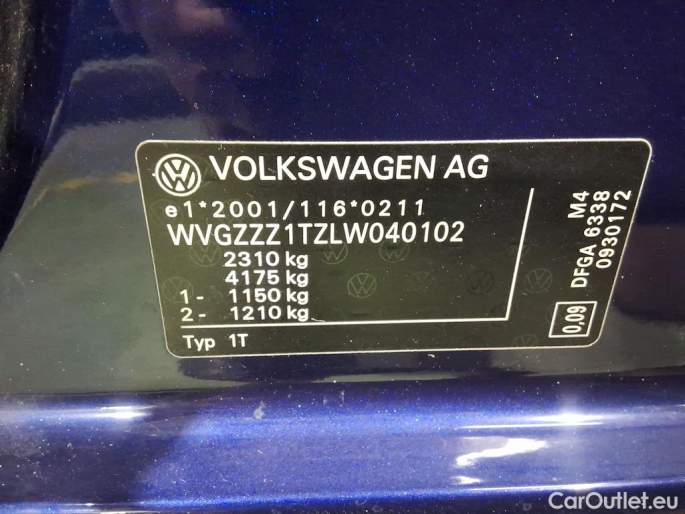 VOLKSWAGEN AG
e1*2001/116*0211
WVGZZZ1TZLW040102
2310 kg
4175 kg
1- 1150 kg
2- 1210 kg
Typ 1T
M4
DFGA 6338
0930172
0,09
CarOutlet.eu